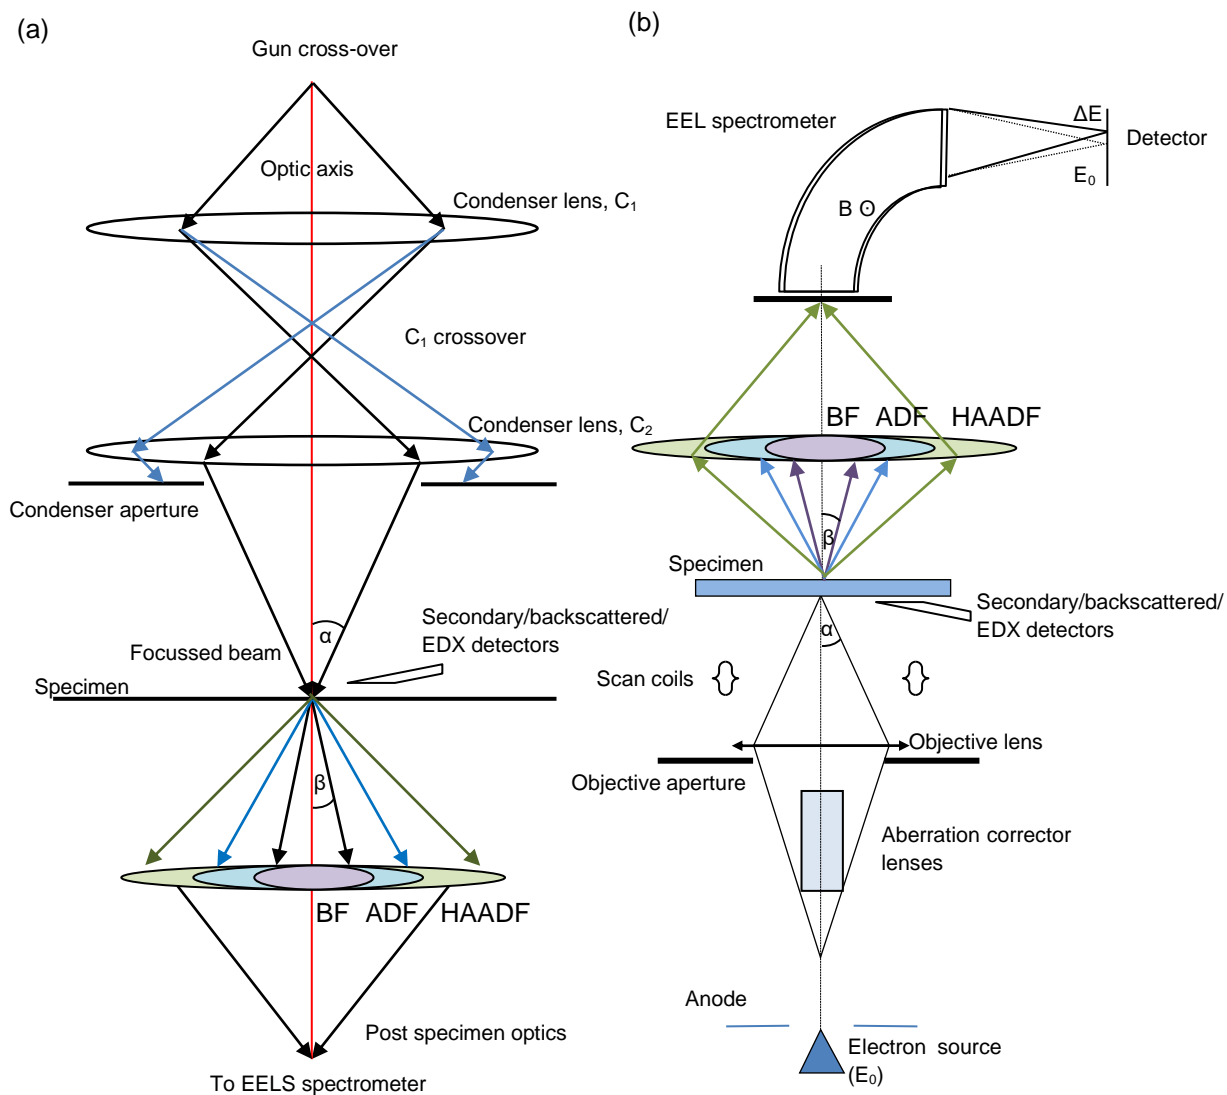 (a)
Gun cross-over
Optic axis
Condenser lens, C₁
C₁ crossover
Condenser lens, C₂
Condenser aperture
α
Secondary/backscattered/
EDX detectors
Focussed beam
Specimen
β
BF ADF HAADF
Post specimen optics
To EELS spectrometer
(b)
EEL spectrometer
ΔE
Detector
E₀
B ʘ
BF ADF HAADF
β
Specimen
Secondary/backscattered/
EDX detectors
α
Scan coils
Objective lens
Objective aperture
Aberration corrector
lenses
Anode
Electron source
(E₀)